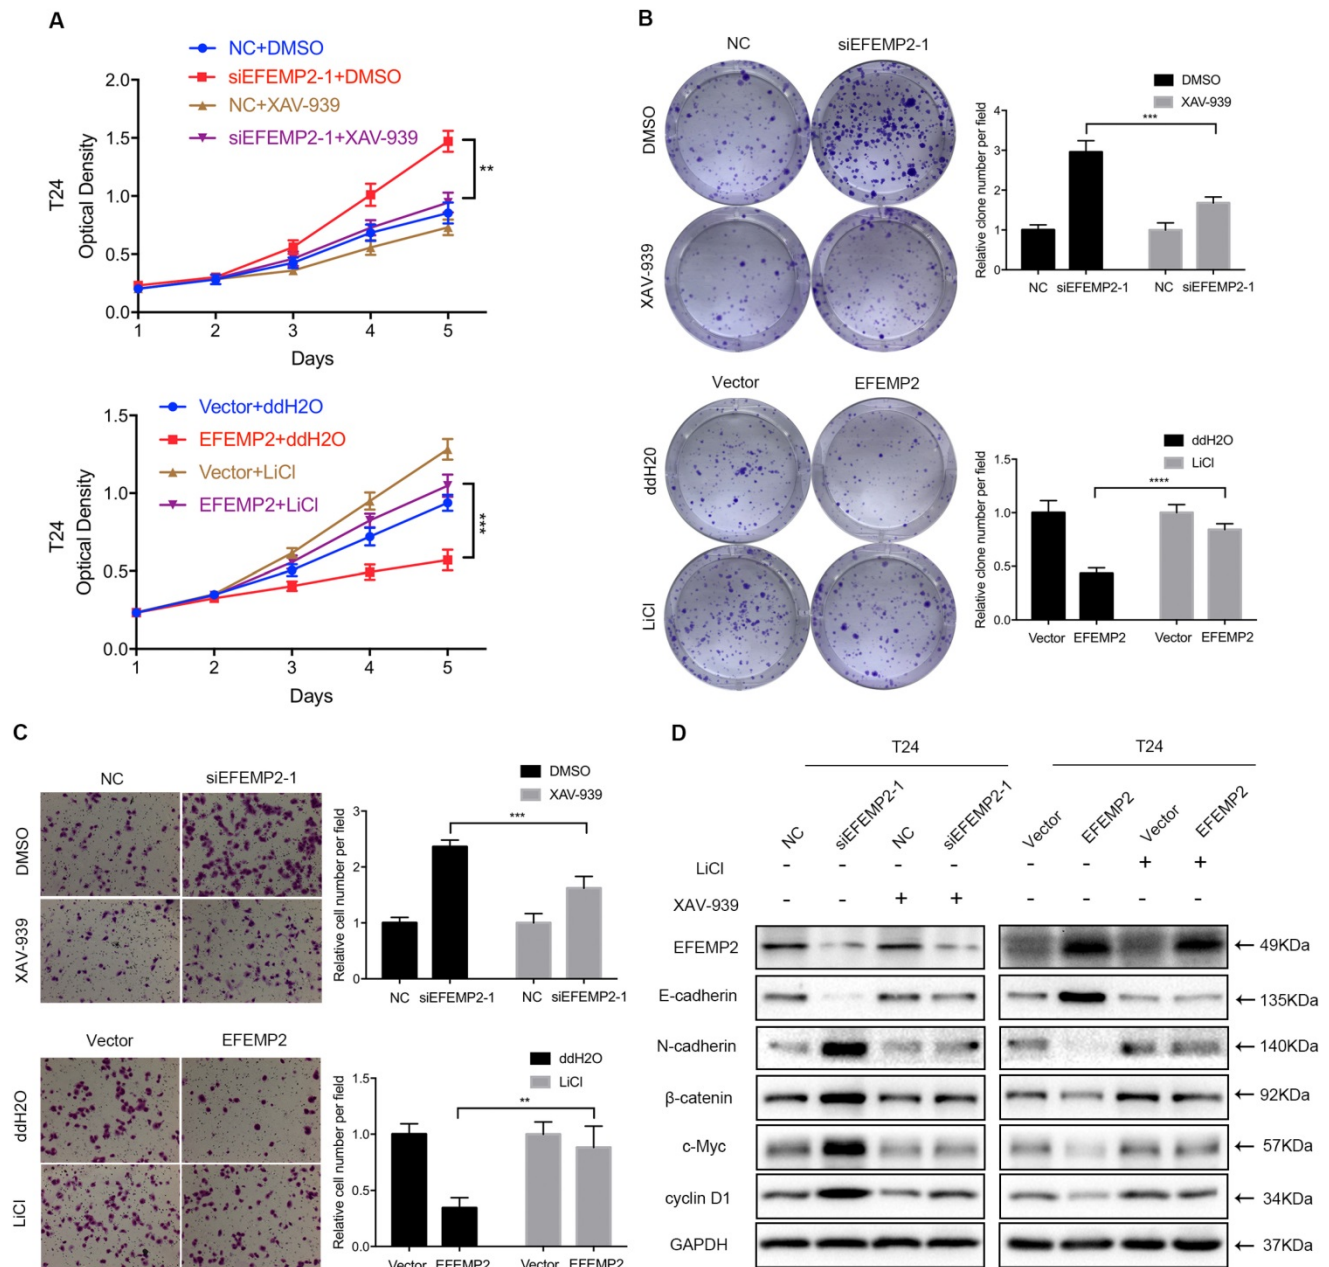 A
NC+DMSO
siEFEMP2-1+DMSO
NC+XAV-939
siEFEMP2-1+XAV-939
T24
Optical Density
2.0
1.5
1.0
0.5
0.0
**
1 2 3 4 5
Days
Vector+ddH2O
EFEMP2+ddH2O
Vector+LiCl
EFEMP2+LiCl
T24
Optical Density
1.5
1.0
0.5
0.0
***
1 2 3 4 5
Days
B
NC siEFEMP2-1
DMSO
XAV-939
DMSO
XAV-939
Relative clone number per field
4
3
2
1
0
***
NC siEFEMP2-1 NC siEFEMP2-1
Vector EFEMP2
ddH20
LiCl
ddH2O
LiCl
Relative clone number per field
1.5
1.0
0.5
0.0
****
Vector EFEMP2 Vector EFEMP2
C
NC siEFEMP2-1
DMSO
XAV-939
DMSO
XAV-939
Relative cell number per field
3
2
1
0
***
NC siEFEMP2-1 NC siEFEMP2-1
Vector EFEMP2
ddH2O
LiCl
ddH2O
LiCl
Relative cell number per field
1.5
1.0
0.5
0.0
**
Vector EFEMP2 Vector EFEMP2
D
T24 T24
NC siEFEMP2-1 NC siEFEMP2-1 Vector EFEMP2 Vector EFEMP2
LiCl - - - - - - + +
XAV-939 - - + + - - - -
EFEMP2 ← 49KDa
E-cadherin ← 135KDa
N-cadherin ← 140KDa
β-catenin ← 92KDa
c-Myc ← 57KDa
cyclin D1 ← 34KDa
GAPDH ← 37KDa